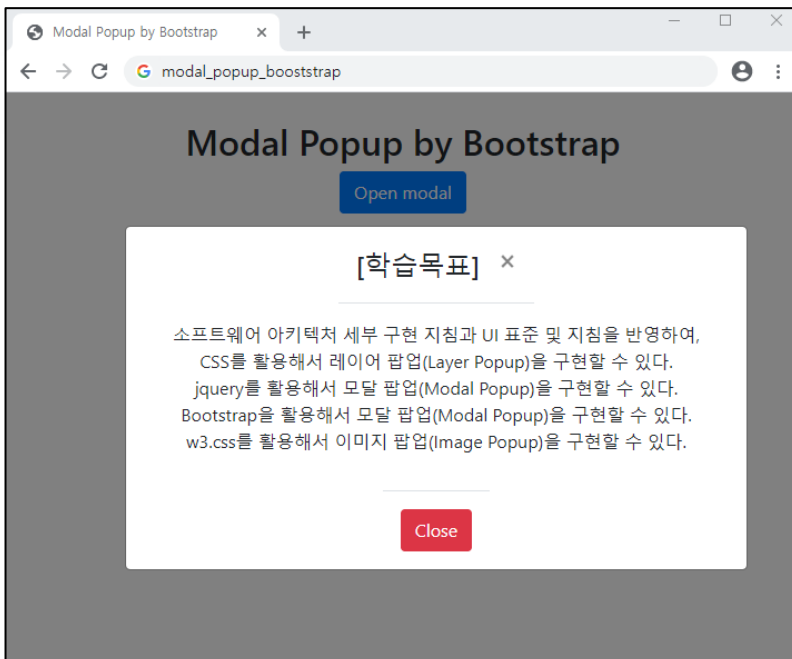 Modal Popup by Bootstrap
modal_popup_booststrap
Modal Popup by Bootstrap
Open modal
[학습목표] ×
소프트웨어 아키텍처 세부 구현 지침과 UI 표준 및 지침을 반영하여,
CSS를 활용해서 레이어 팝업(Layer Popup)을 구현할 수 있다.
jquery를 활용해서 모달 팝업(Modal Popup)을 구현할 수 있다.
Bootstrap을 활용해서 모달 팝업(Modal Popup)을 구현할 수 있다.
w3.css를 활용해서 이미지 팝업(Image Popup)을 구현할 수 있다.
Close